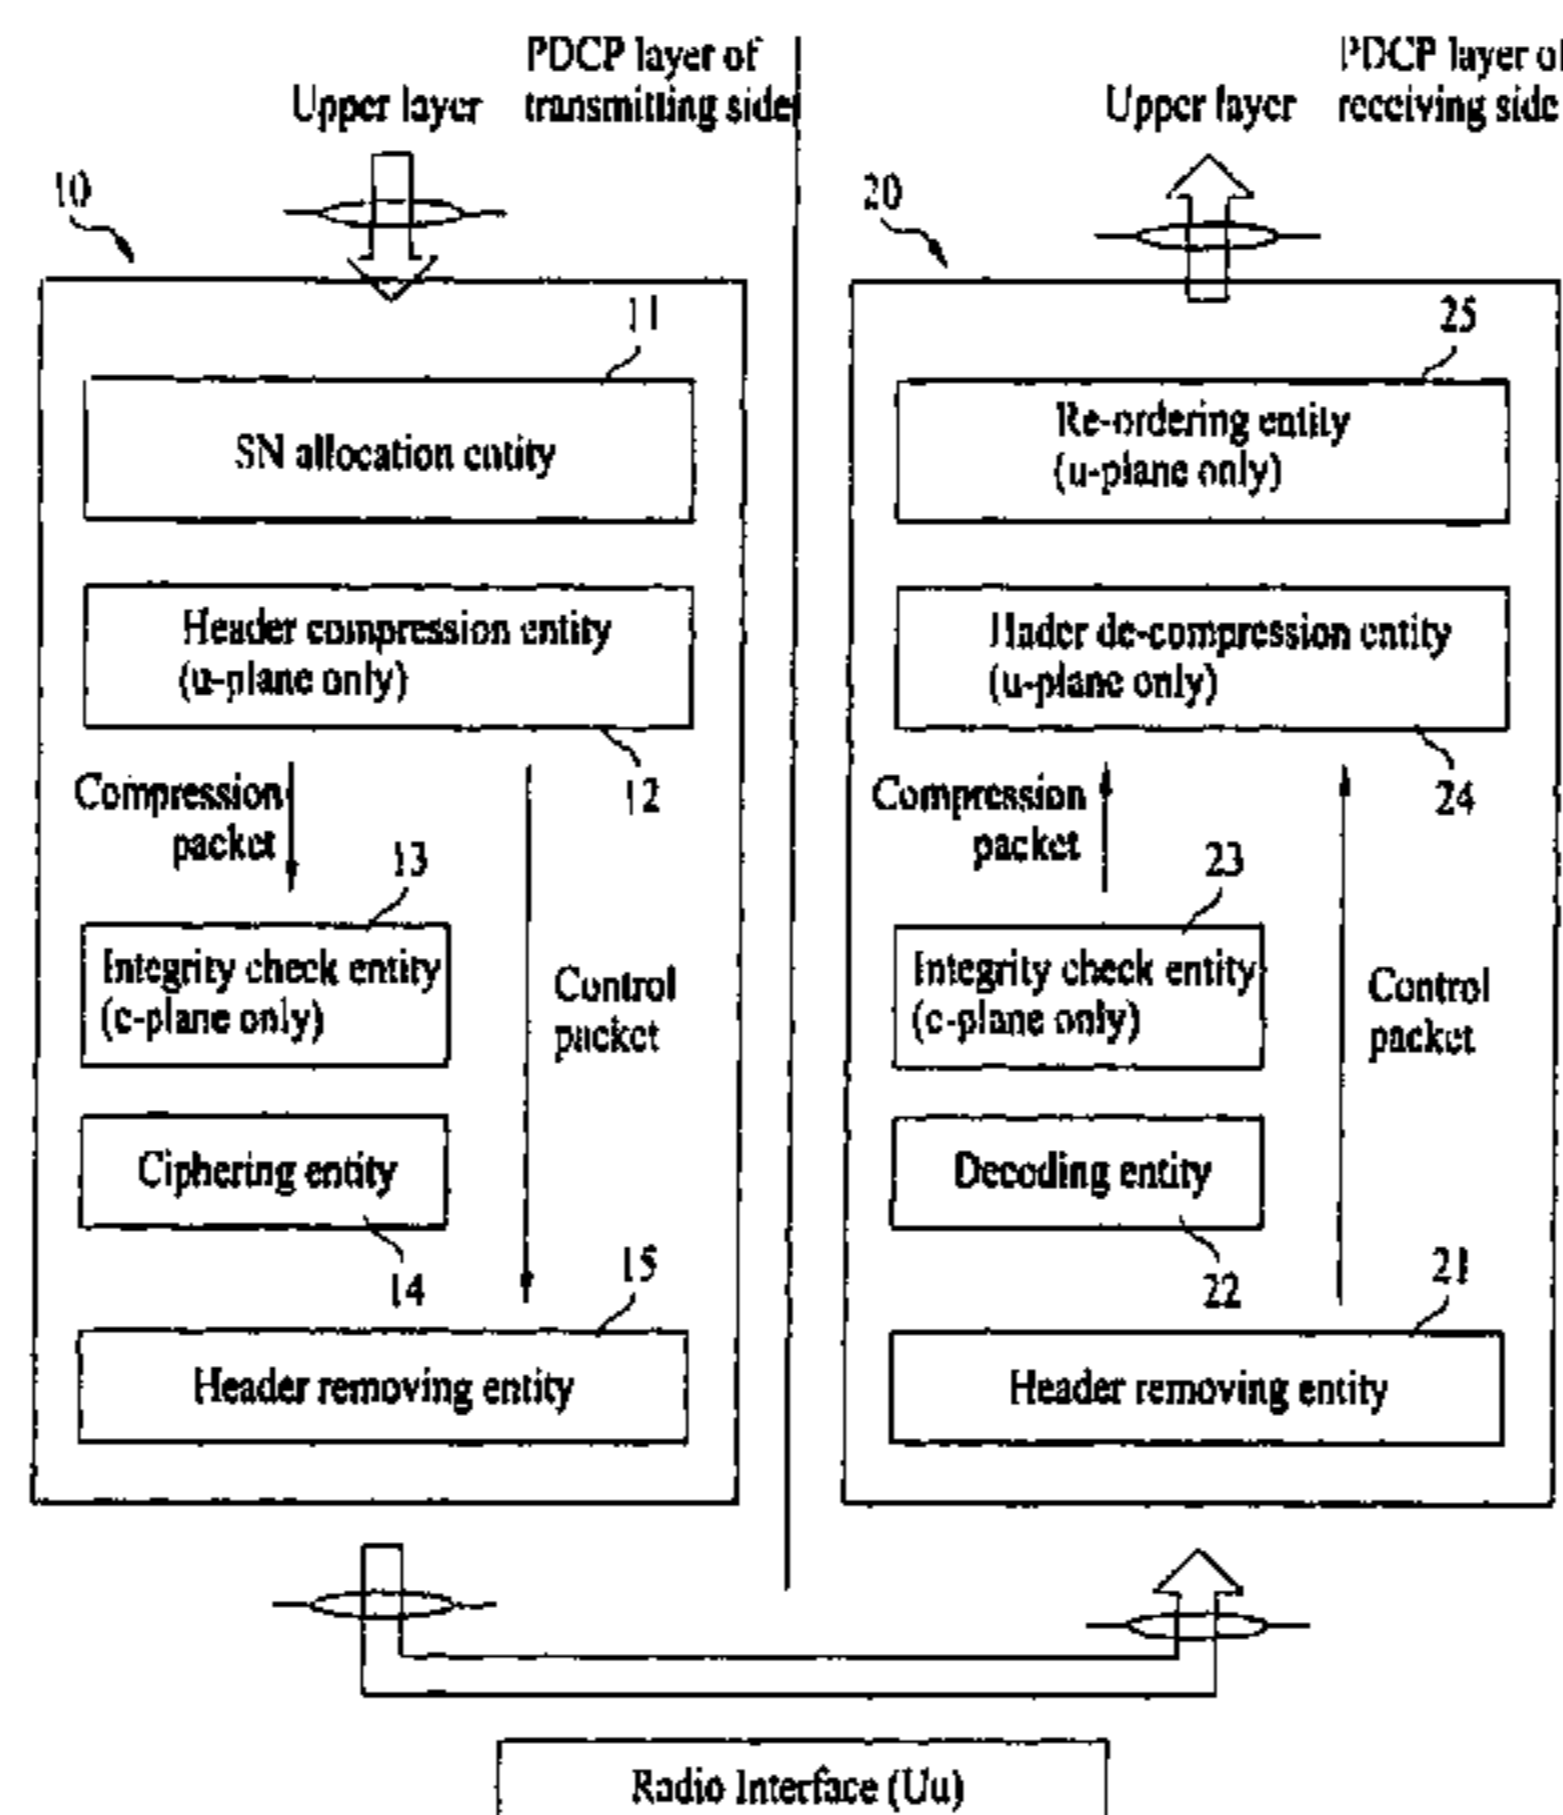 PDCP layer of
transmitting side
Upper layer
10
11
SN allocation entity
Header compression entity
(u-plane only)
12
Compression
packet
13
Integrity check entity
(c-plane only)
Control
packet
Ciphering entity
14
15
Header removing entity
PDCP layer of
receiving side
Upper layer
20
25
Re-ordering entity
(u-plane only)
Hader de-compression entity
(u-plane only)
24
Compression
packet
23
Integrity check entity
(c-plane only)
Control
packet
Decoding entity
22
21
Header removing entity
Radio Interface (Uu)